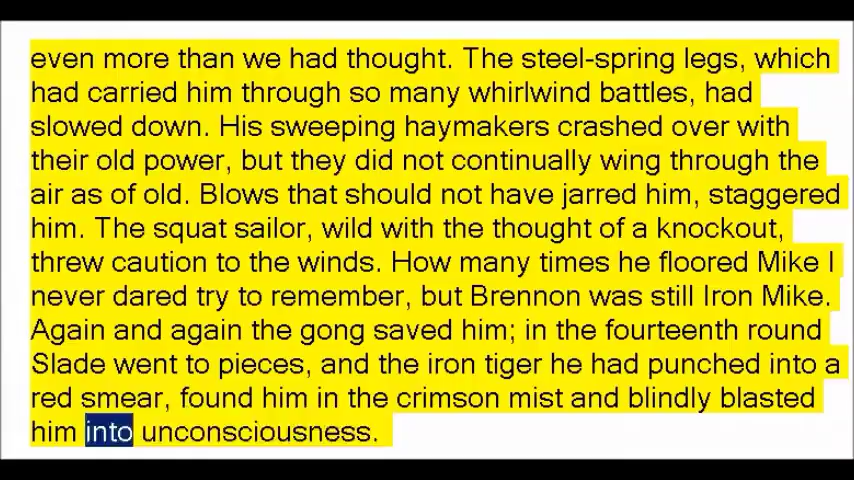 even more than we had thought. The steel-spring legs, which
had carried him through so many whirlwind battles, had
slowed down. His sweeping haymakers crashed over with
their old power, but they did not continually wing through the
air as of old. Blows that should not have jarred him, staggered
him. The squat sailor, wild with the thought of a knockout,
threw caution to the winds. How many times he floored Mike I
never dared try to remember, but Brennon was still Iron Mike.
Again and again the gong saved him; in the fourteenth round
Slade went to pieces, and the iron tiger he had punched into a
red smear, found him in the crimson mist and blindly blasted
him into unconsciousness.